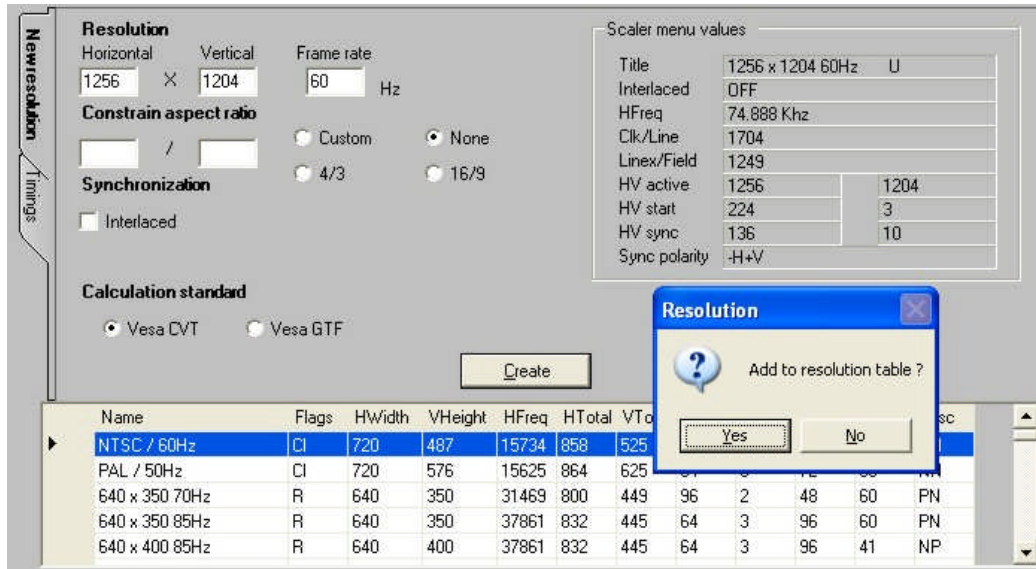 New resolution
Timings
Resolution
Horizontal Vertical Frame rate
1256 X 1204 60 Hz
Constrain aspect ratio
/
Custom None
4/3 16/9
Synchronization
Interlaced
Calculation standard
Vesa CVT Vesa GTF
Create
Scaler menu values
Title 1256 x 1204 60Hz U
Interlaced OFF
HFreq 74.888 Khz
Clk/Line 1704
Linex/Field 1249
HV active 1256 1204
HV start 224 3
HV sync 136 10
Sync polarity -H+V
Resolution
Add to resolution table ?
Yes No
Name Flags HWidth VHeight HFreq HTotal VTo sc
NTSC / 60Hz CI 720 487 15734 858 525
PAL / 50Hz CI 720 576 15625 864 625
640 x 350 70Hz R 640 350 31469 800 449 96 2 48 60 PN
640 x 350 85Hz R 640 350 37861 832 445 64 3 96 60 PN
640 x 400 85Hz R 640 400 37861 832 445 64 3 96 41 NP